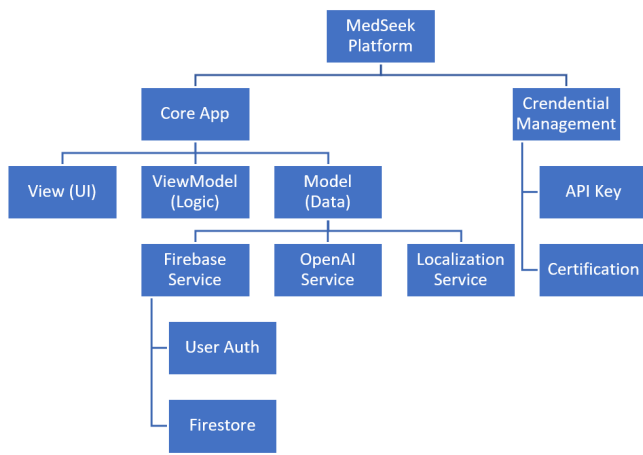 MedSeek
Platform
Core App
Crendential
Management
View (UI)
ViewModel
(Logic)
Model
(Data)
API Key
Firebase
Service
OpenAI
Service
Localization
Service
Certification
User Auth
Firestore